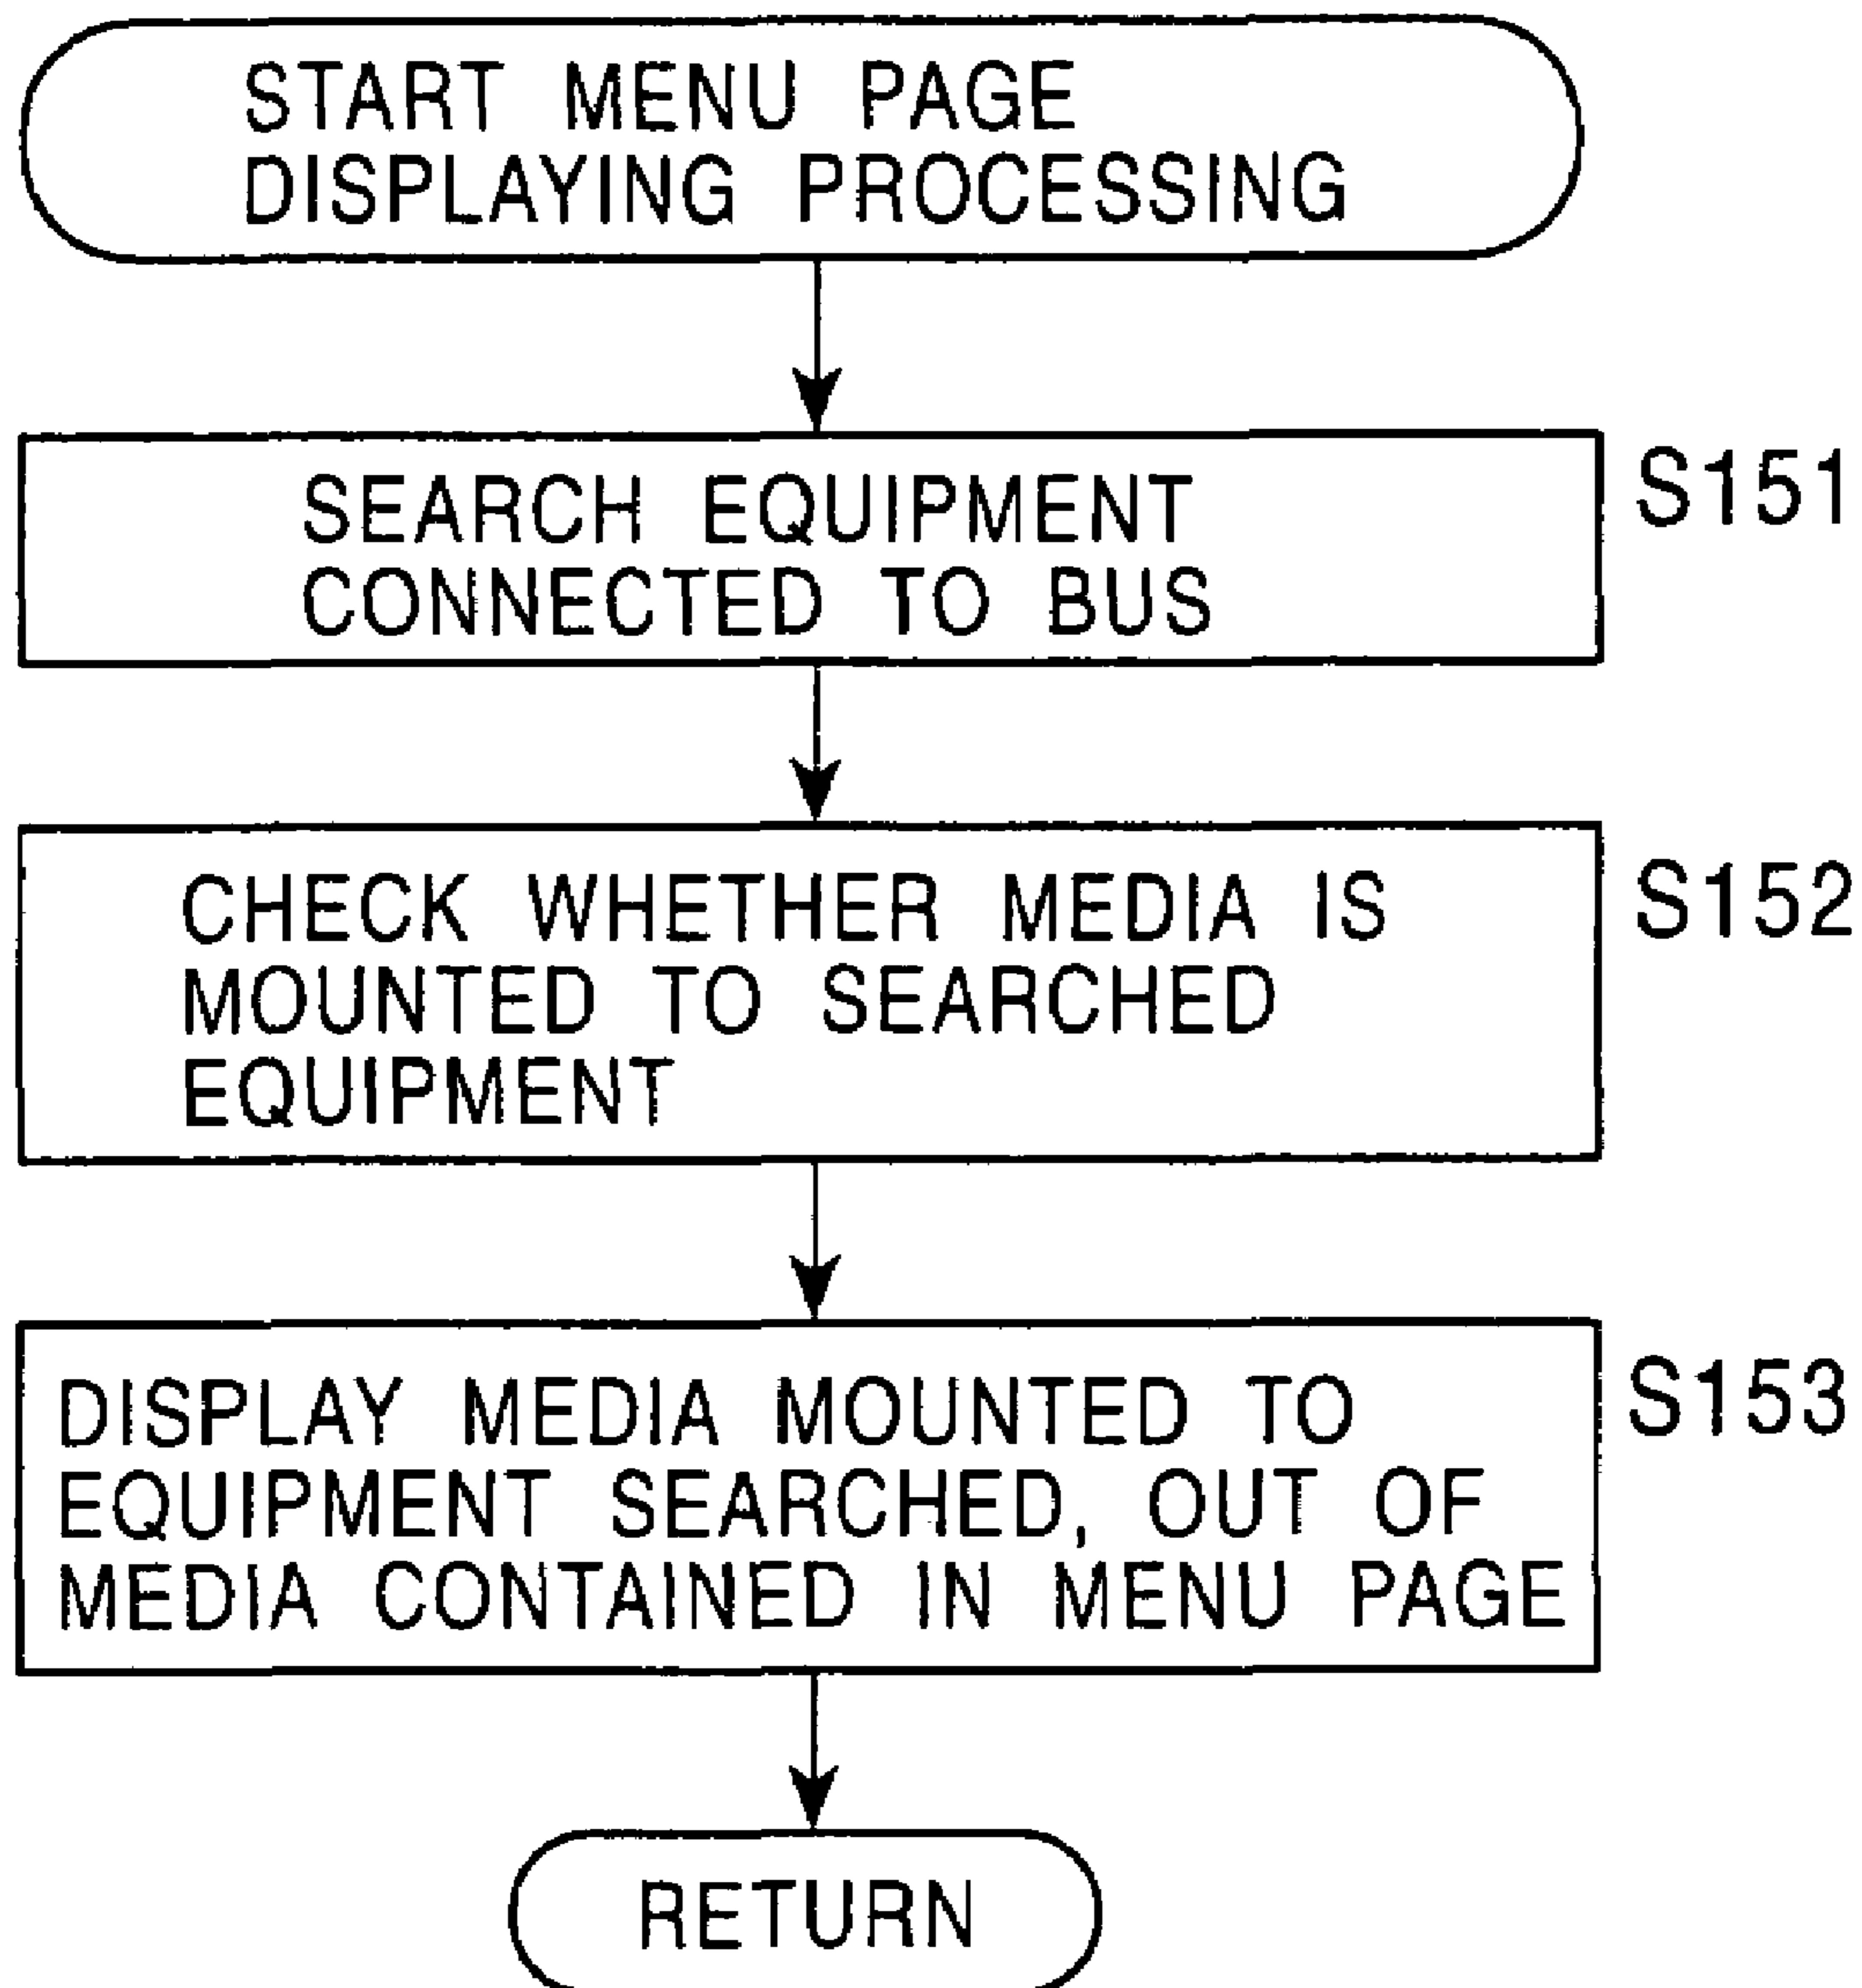 START MENU PAGE
DISPLAYING PROCESSING
SEARCH EQUIPMENT
CONNECTED TO BUS
S151
CHECK WHETHER MEDIA IS
MOUNTED TO SEARCHED
EQUIPMENT
S152
DISPLAY MEDIA MOUNTED TO
EQUIPMENT SEARCHED, OUT OF
MEDIA CONTAINED IN MENU PAGE
S153
RETURN